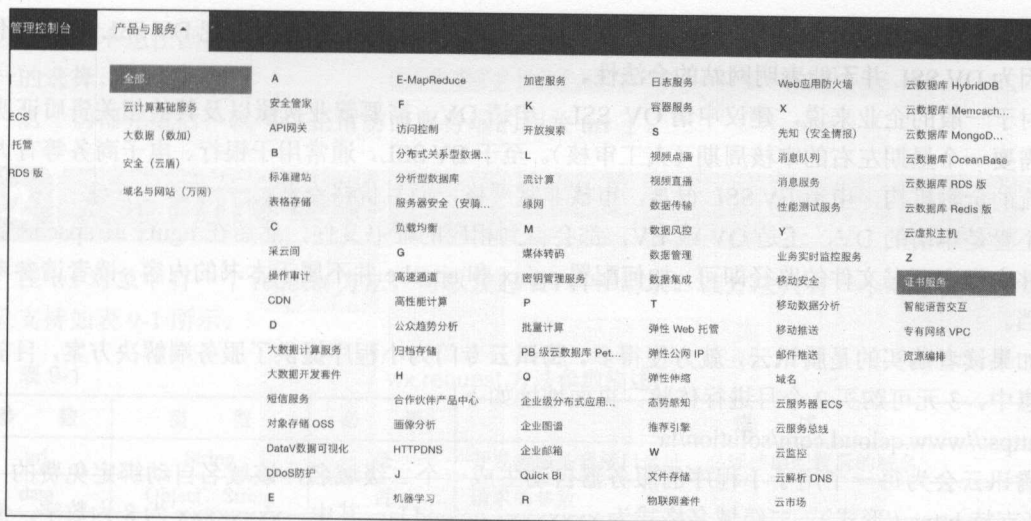 管理控制台
产品与服务
ECS
托管
RDS 版
全部
云计算基础服务
大数据（数加）
安全（云盾）
域名与网站（万网）
A
安全管家
API网关
B
标准建站
表格存储
C
采云间
操作审计
CDN
D
大数据计算服务
大数据开发套件
短信服务
对象存储 OSS
DataV数据可视化
DDoS防护
E
E-MapReduce
F
访问控制
分布式关系型数据...
分析型数据库
服务器安全（安骑...
负载均衡
G
高速通道
高性能计算
公众趋势分析
归档存储
H
合作伙伴产品中心
画像分析
HTTPDNS
J
机器学习
加密服务
K
开放搜索
L
流计算
绿网
M
媒体转码
密钥管理服务
P
批量计算
PB级云数据库 Pet...
Q
企业级分布式应用...
企业图谱
企业邮箱
Quick BI
R
日志服务
容器服务
S
视频点播
视频直播
数据传输
数据风控
数据管理
数据集成
T
弹性 Web 托管
弹性公网 IP
弹性伸缩
态势感知
推荐引擎
W
文件存储
物联网套件
Web应用防火墙
X
先知（安全情报）
消息队列
消息服务
性能测试服务
Y
业务实时监控服务
移动安全
移动数据分析
移动推送
邮件推送
域名
云服务器 ECS
云服务总线
云监控
云解析 DNS
云市场
云数据库 HybridDB
云数据库 Memcach...
云数据库 MongoD...
云数据库 OceanBase
云数据库 RDS 版
云数据库 Redis 版
云虚拟主机
Z
证书服务
智能语音交互
专有网络 VPC
资源编排